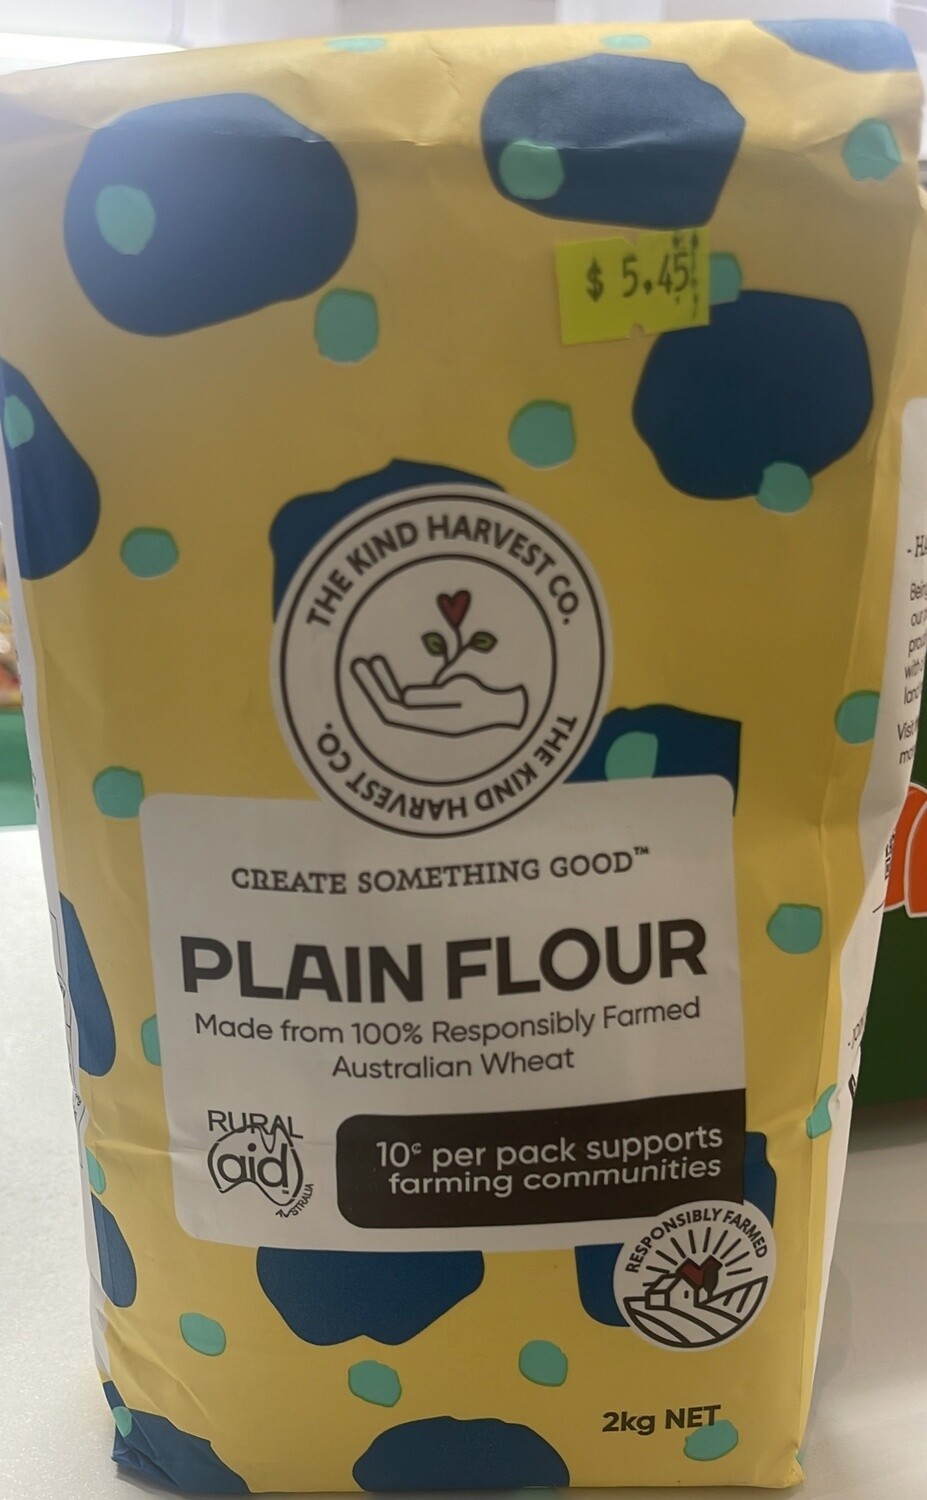 $ 5.45
THE KIND HARVEST CO.
THE KIND HARVEST CO.
CREATE SOMETHING GOOD™
PLAIN FLOUR
Made from 100% Responsibly Farmed
Australian Wheat
RURAL
aid
AUSTRALIA
10¢ per pack supports
farming communities
RESPONSIBLY FARMED
2kg NET